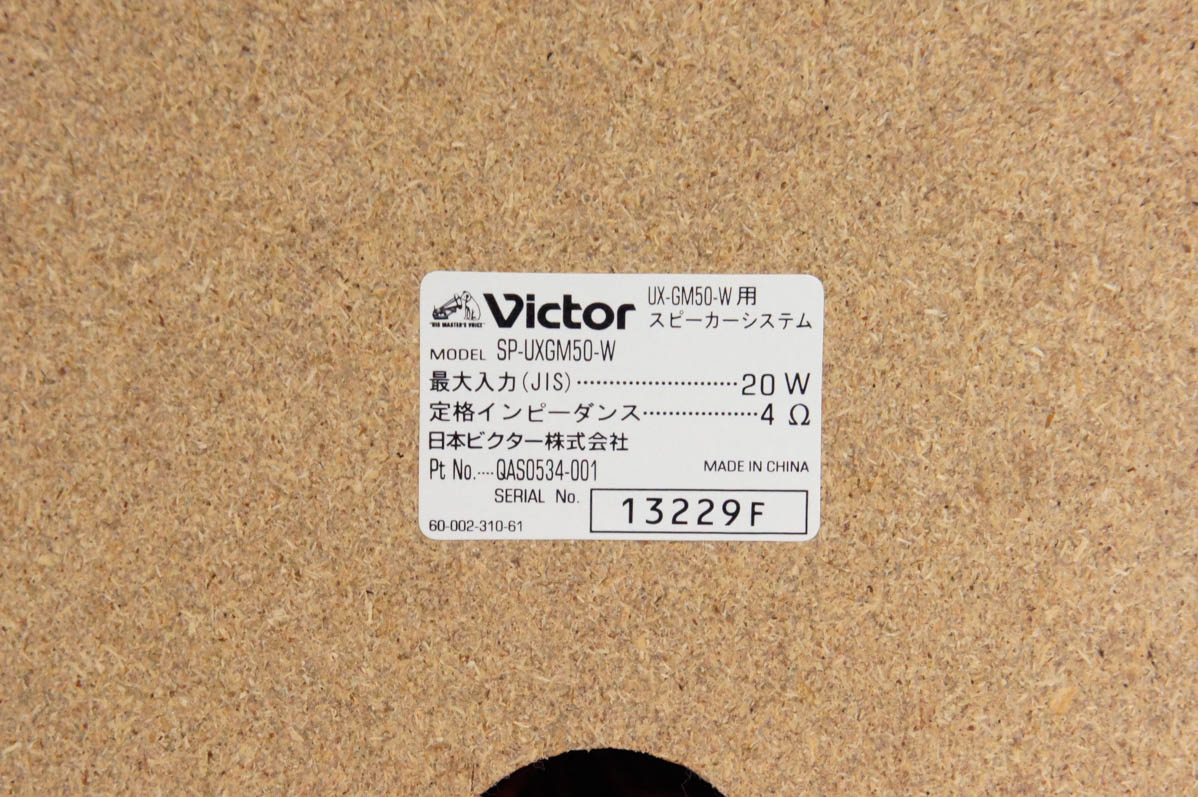 "HIS MASTER'S VOICE"
Victor
UX-GM50-W用
スピーカーシステム
MODEL SP-UXGM50-W
最大入力(JIS)························20 W
定格インピーダンス·················4 Ω
日本ビクター株式会社
Pt No.····QAS0534-001
MADE IN CHINA
SERIAL No. 13229F
60-002-310-61